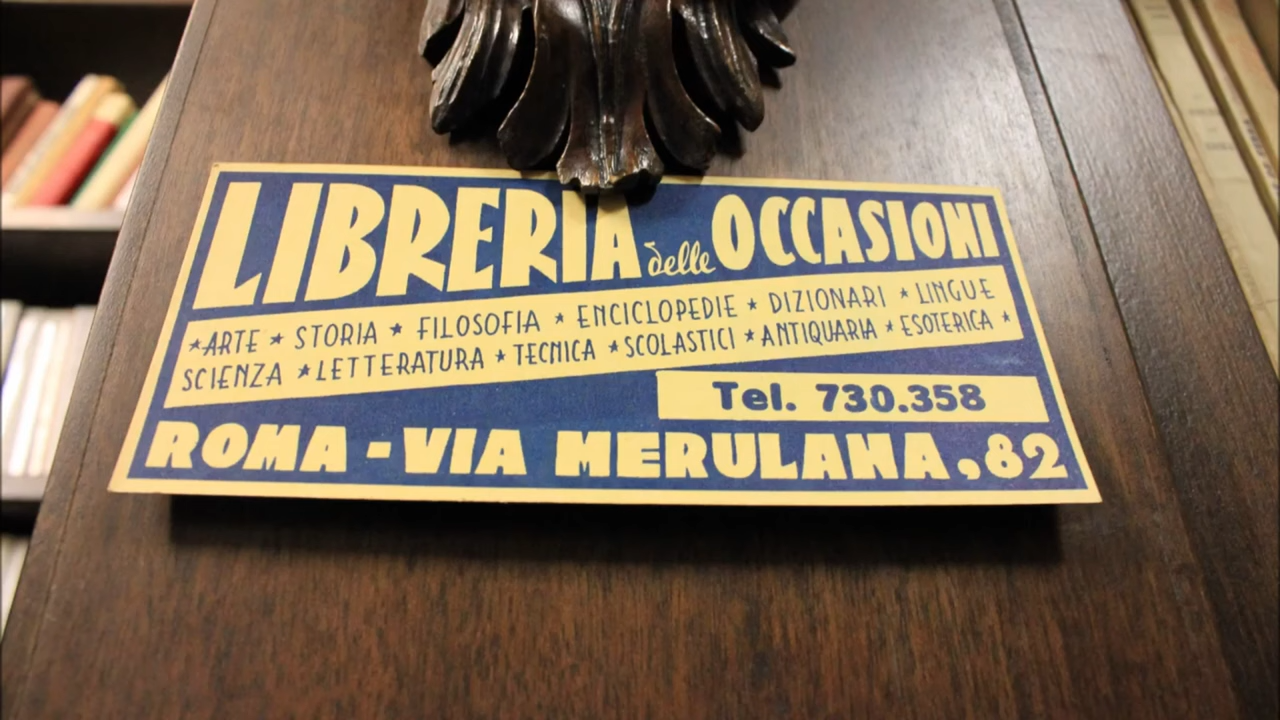 LIBRERIA delle OCCASIONI
★ARTE ★ STORIA ★ FILOSOFIA ★ ENCICLOPEDIE ★ DIZIONARI ★ LINGUE
SCIENZA ★LETTERATURA ★ TECNICA ★SCOLASTICI ★ANTIQUARIA ★ESOTERICA ★
Tel. 730.358
ROMA - VIA MERULANA, 82